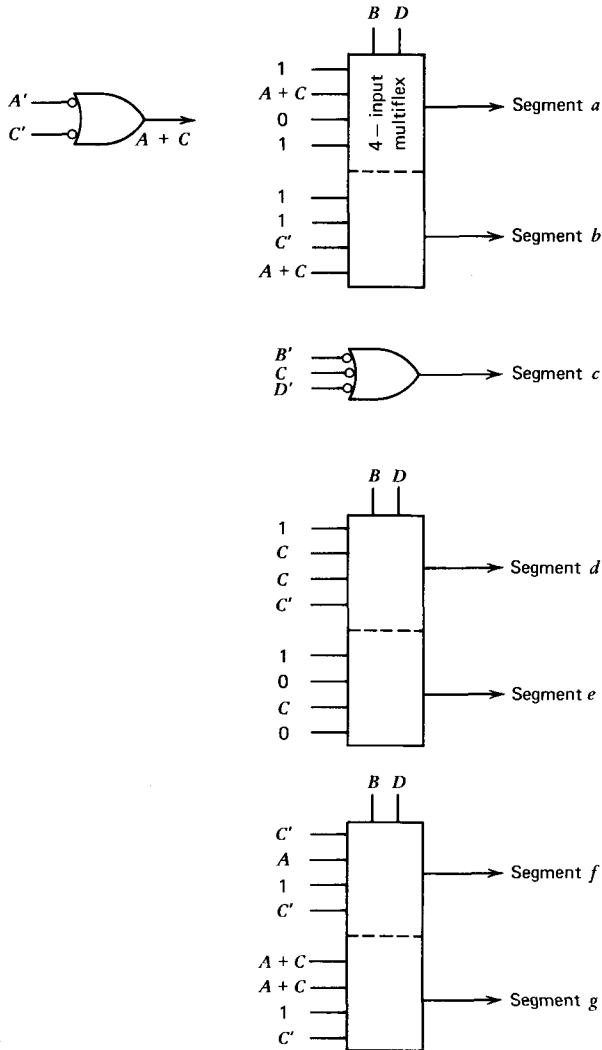 B D
A'
C'
A + C
1
A + C
0
1
4 – input
multiflex
Segment a
1
1
C'
A + C
Segment b
B'
C
D'
Segment c
B D
1
C
C
C'
Segment d
1
0
C
0
Segment e
B D
C'
A
1
C'
Segment f
A + C
A + C
1
C'
Segment g